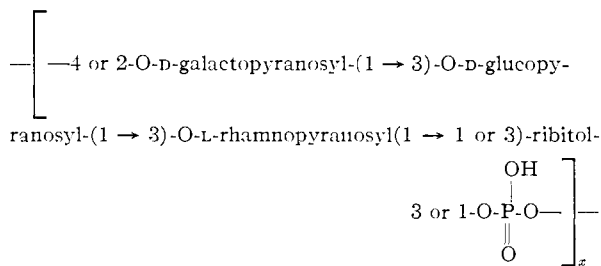 —4 or 2-O-D-galactopyranosyl-(1 → 3)-O-D-glucopy-
ranosyl-(1 → 3)-O-L-rhamnopyranosyl(1 → 1 or 3)-ribitol-
OH
3 or 1-O-P-O—
O
x